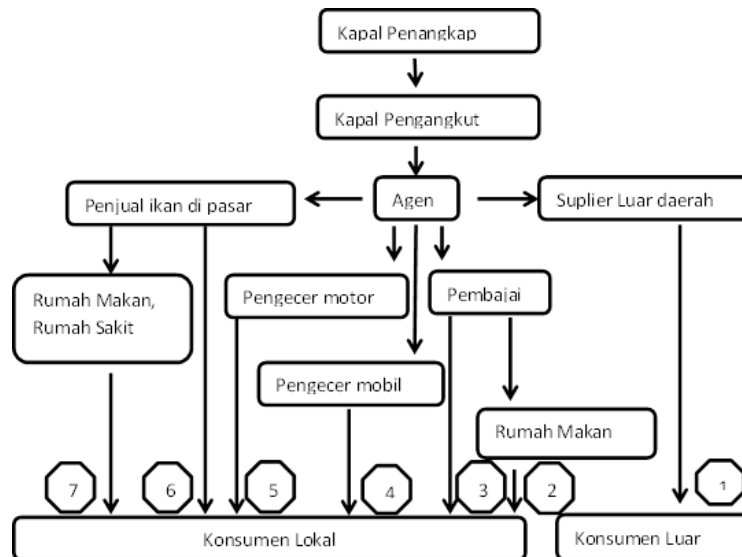 Kapal Penangkap
Kapal Pengangkut
Penjual ikan di pasar
Agen
Suplier Luar daerah
Rumah Makan,
Rumah Sakit
Pengecer motor
Pembajai
Pengecer mobil
Rumah Makan
7
6
5
4
3
2
1
Konsumen Lokal
Konsumen Luar